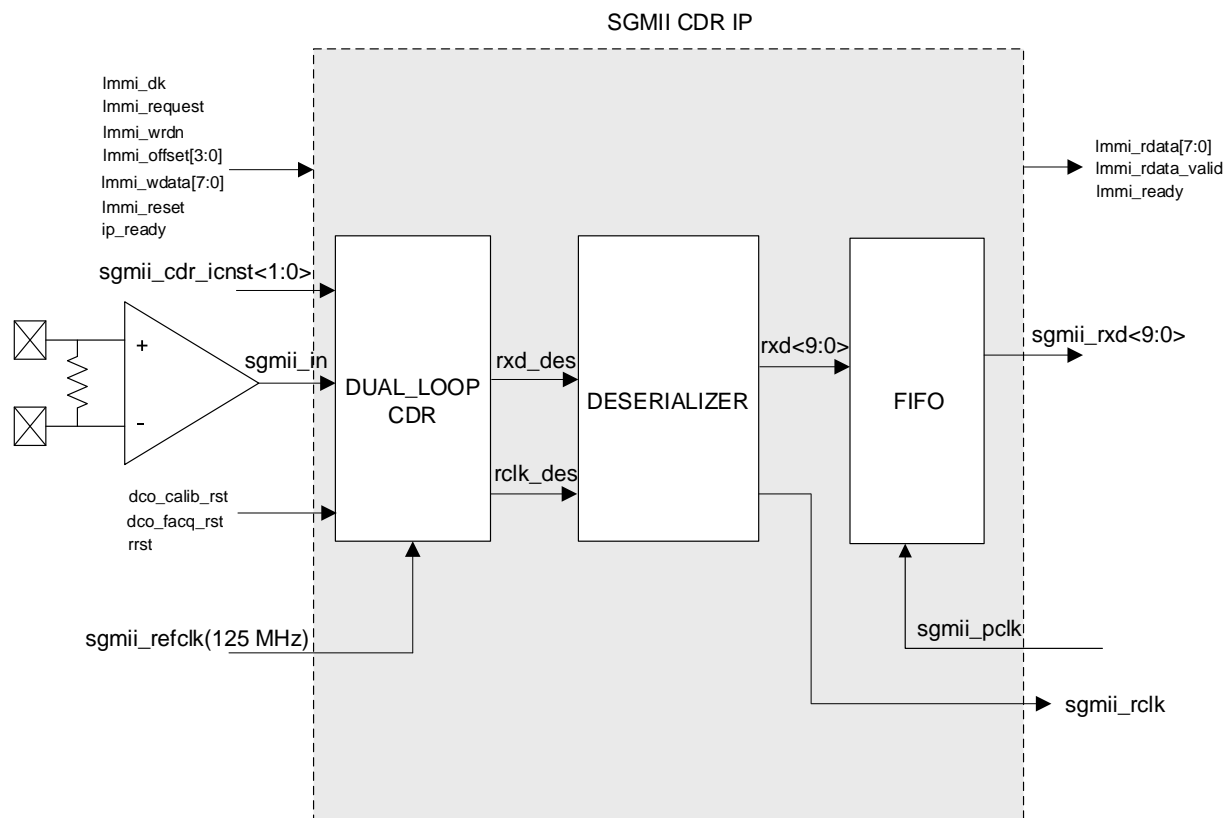 SGMII CDR IP
lmmi_dk
lmmi_request
lmmi_wrdn
lmmi_offset[3:0]
lmmi_wdata[7:0]
lmmi_reset
ip_ready
lmmi_rdata[7:0]
lmmi_rdata_valid
lmmi_ready
sgmii_cdr_icnst<1:0>
+
-
sgmii_in
DUAL_LOOP
CDR
rxd_des
rclk_des
DESERIALIZER
rxd<9:0>
FIFO
sgmii_rxd<9:0>
dco_calib_rst
dco_facq_rst
rrst
sgmii_refclk(125 MHz)
sgmii_pclk
sgmii_rclk